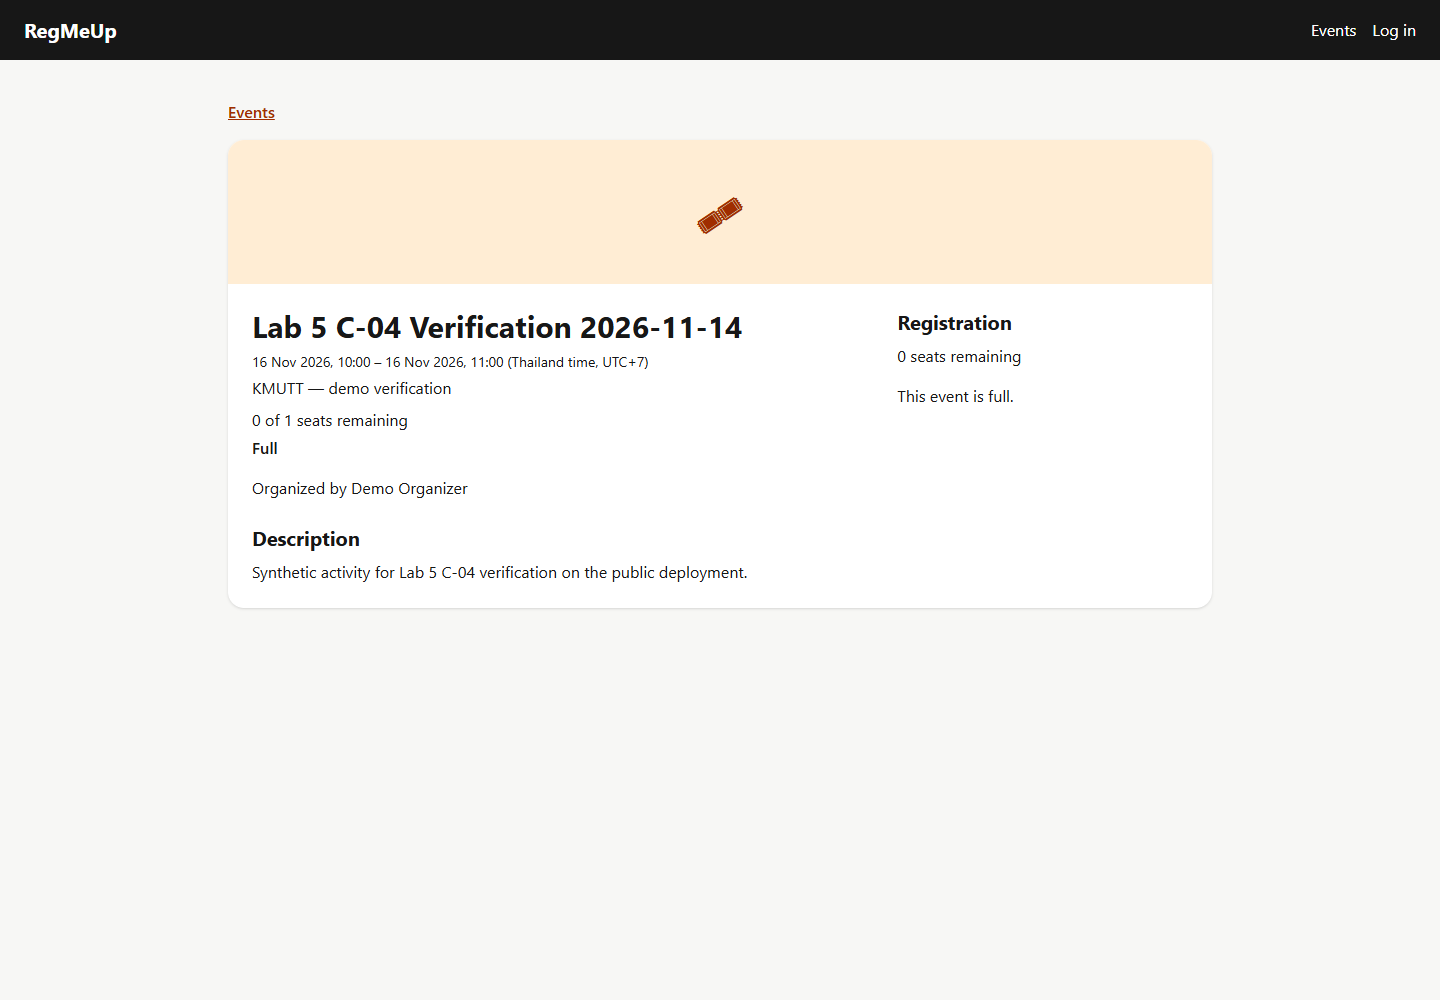 RegMeUp
Events
Log in
Events
Lab 5 C-04 Verification 2026-11-14
16 Nov 2026, 10:00 – 16 Nov 2026, 11:00 (Thailand time, UTC+7)
KMUTT — demo verification
0 of 1 seats remaining
Full
Organized by Demo Organizer
Description
Synthetic activity for Lab 5 C-04 verification on the public deployment.
Registration
0 seats remaining
This event is full.